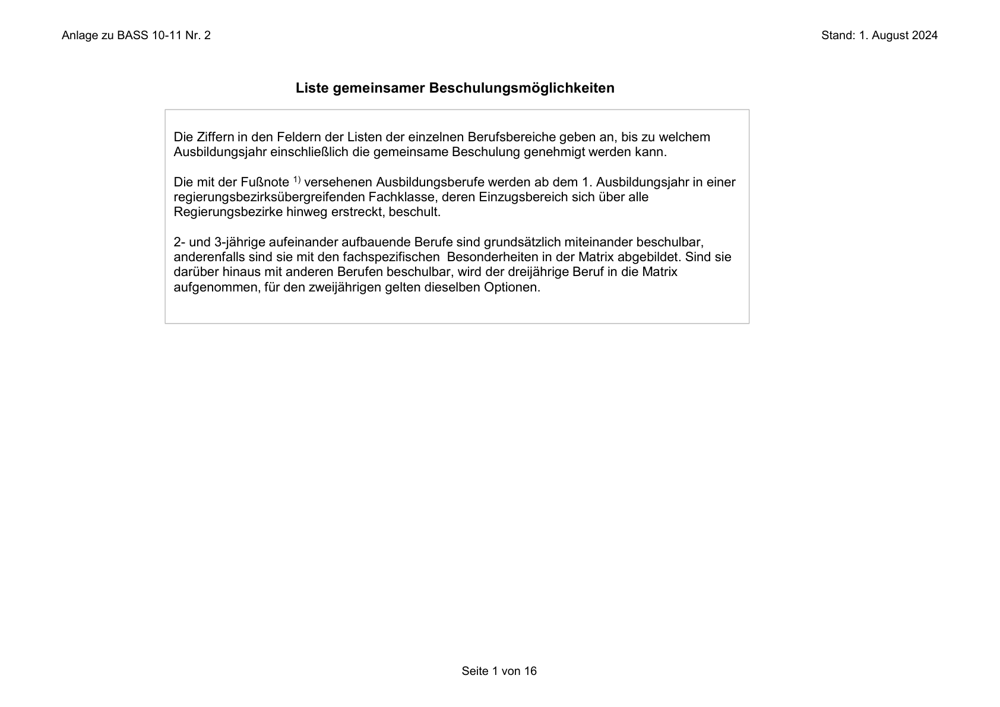 Anlage zu BASS 10-11 Nr. 2
Stand: 1. August 2024
Liste gemeinsamer Beschulungsmöglichkeiten
Die Ziffern in den Feldern der Listen der einzelnen Berufsbereiche geben an, bis zu welchem
Ausbildungsjahr einschließlich die gemeinsame Beschulung genehmigt werden kann.
Die mit der Fußnote ¹⁾ versehenen Ausbildungsberufe werden ab dem 1. Ausbildungsjahr in einer
regierungsbezirksübergreifenden Fachklasse, deren Einzugsbereich sich über alle
Regierungsbezirke hinweg erstreckt, beschult.
2- und 3-jährige aufeinander aufbauende Berufe sind grundsätzlich miteinander beschulbar,
anderenfalls sind sie mit den fachspezifischen  Besonderheiten in der Matrix abgebildet. Sind sie
darüber hinaus mit anderen Berufen beschulbar, wird der dreijährige Beruf in die Matrix
aufgenommen, für den zweijährigen gelten dieselben Optionen.
Seite 1 von 16